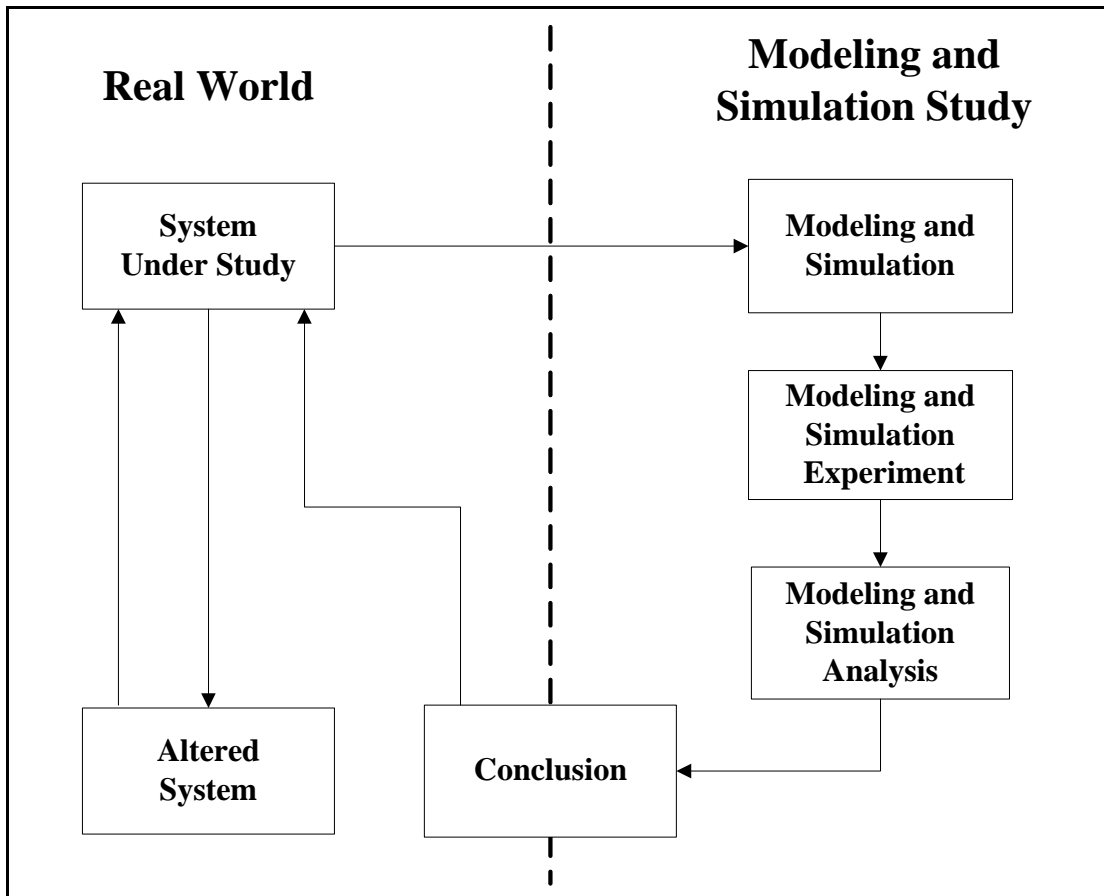 Real World
Modeling and
Simulation Study
System
Under Study
Modeling and
Simulation
Modeling and
Simulation
Experiment
Modeling and
Simulation
Analysis
Altered
System
Conclusion